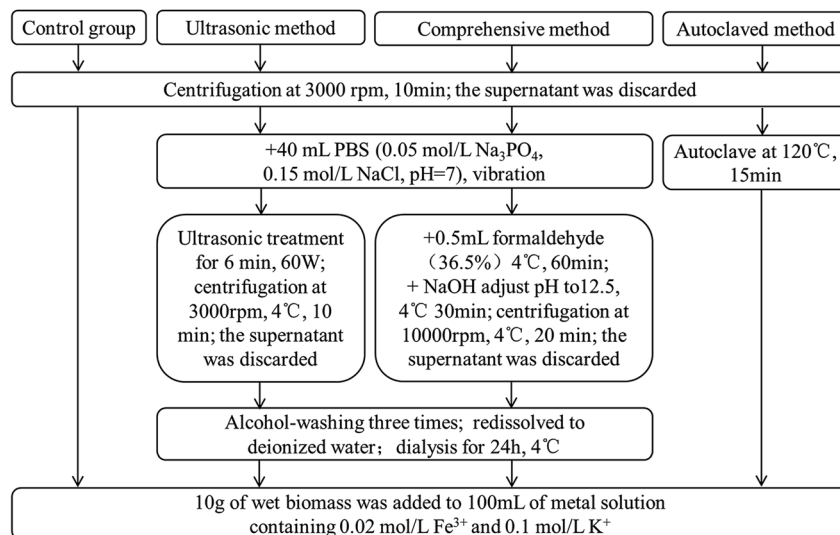 Control group
Ultrasonic method
Comprehensive method
Autoclaved method
Centrifugation at 3000 rpm, 10min; the supernatant was discarded
+40 mL PBS (0.05 mol/L Na₃PO₄,
0.15 mol/L NaCl, pH=7), vibration
Autoclave at 120℃,
15min
Ultrasonic treatment
for 6 min, 60W;
centrifugation at
3000rpm, 4℃, 10
min; the supernatant
was discarded
+0.5mL formaldehyde
（36.5%）4℃, 60min;
+ NaOH adjust pH to12.5,
4℃ 30min; centrifugation at
10000rpm, 4℃, 20 min; the
supernatant was discarded
Alcohol-washing three times; redissolved to
deionized water； dialysis for 24h, 4℃
10g of wet biomass was added to 100mL of metal solution
containing 0.02 mol/L Fe³⁺ and 0.1 mol/L K⁺